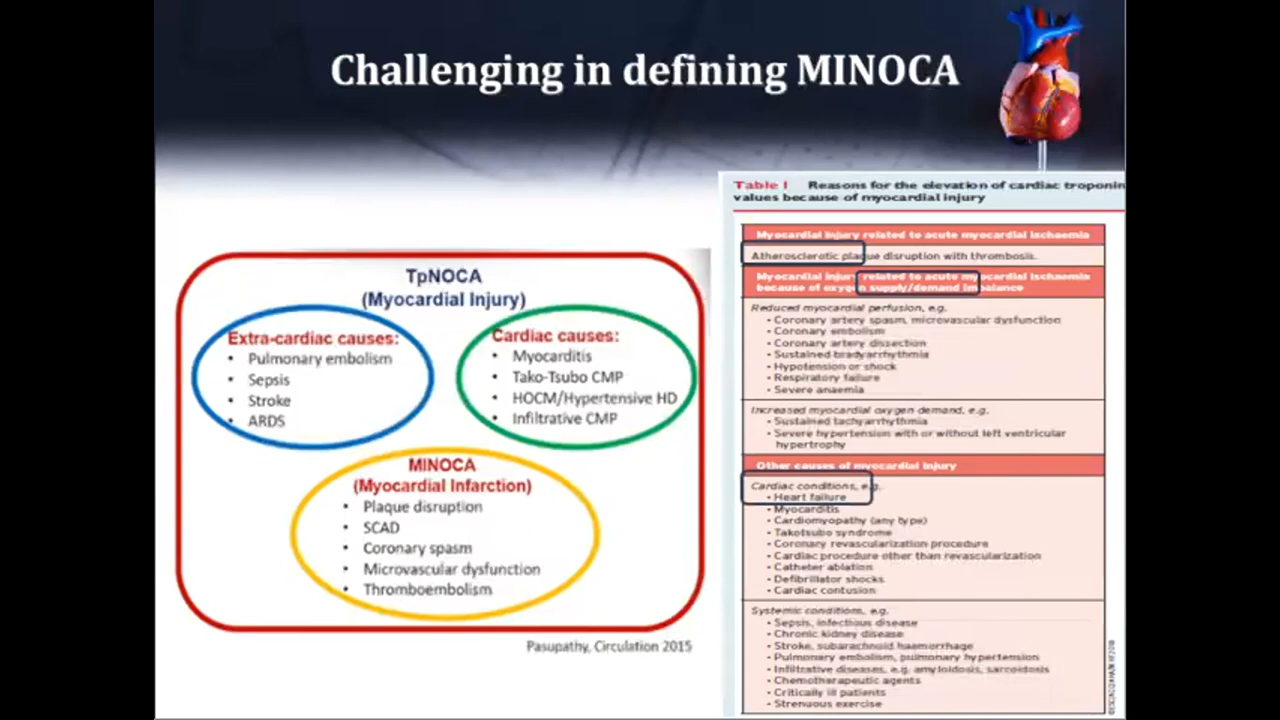 Challenging in defining MINOCA
TpNOCA
(Myocardial Injury)
Extra-cardiac causes:
• Pulmonary embolism
• Sepsis
• Stroke
• ARDS
Cardiac causes:
• Myocarditis
• Tako-Tsubo CMP
• HOCM/Hypertensive HD
• Infiltrative CMP
MINOCA
(Myocardial Infarction)
• Plaque disruption
• SCAD
• Coronary spasm
• Microvascular dysfunction
• Thromboembolism
Pasupathy, Circulation 2015
Table 1 Reasons for the elevation of cardiac troponin
values because of myocardial injury
Myocardial injury related to acute myocardial ischaemia
Atherosclerotic plaque disruption with thrombosis.
Myocardial injury related to acute myocardial ischaemia
because of oxygen supply/demand imbalance
Reduced myocardial perfusion, e.g.
• Coronary artery spasm, microvascular dysfunction
• Coronary embolism
• Coronary artery dissection
• Sustained bradyarrhythmia
• Hypotension or shock
• Respiratory failure
• Severe anaemia
Increased myocardial oxygen demand, e.g.
• Sustained tachyarrhythmia
• Severe hypertension with or without left ventricular
hypertrophy
Other causes of myocardial injury
Cardiac conditions, e.g.
• Heart failure
• Myocarditis
• Cardiomyopathy (any type)
• Takotsubo syndrome
• Coronary revascularization procedure
• Cardiac procedure other than revascularization
• Catheter ablation
• Defibrillator shocks
• Cardiac contusion
Systemic conditions, e.g.
• Sepsis, infectious disease
• Chronic kidney disease
• Stroke, subarachnoid haemorrhage
• Pulmonary embolism, pulmonary hypertension
• Infiltrative diseases, e.g. amyloidosis, sarcoidosis
• Chemotherapeutic agents
• Critically ill patients
• Strenuous exercise